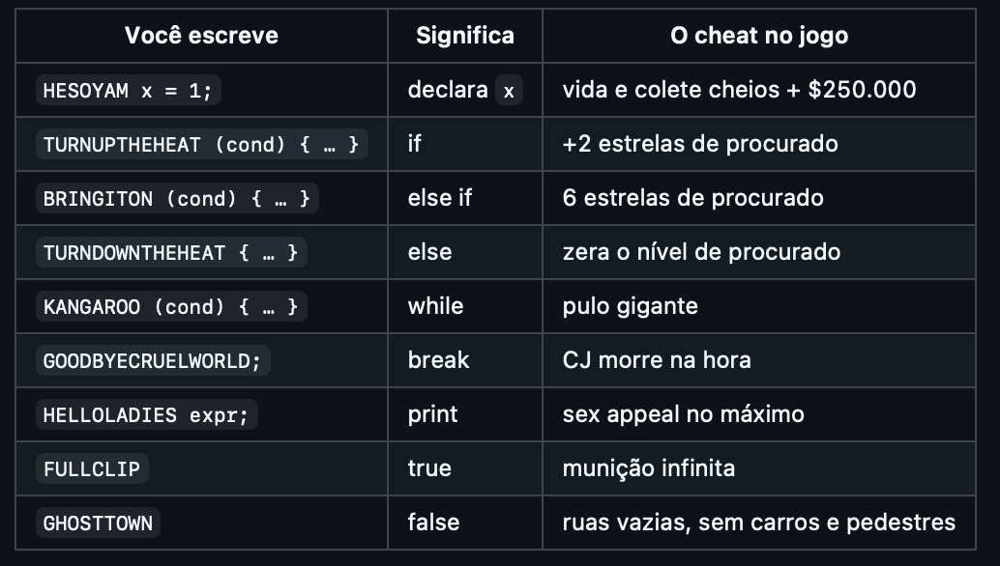 Você escreve Significa O cheat no jogo
HESOYAM x = 1; declara x vida e colete cheios + $250.000
TURNUPTHEHEAT (cond) { … } if +2 estrelas de procurado
BRINGITON (cond) { … } else if 6 estrelas de procurado
TURNDOWNTHEHEAT { … } else zera o nível de procurado
KANGAROO (cond) { … } while pulo gigante
GOODBYECRUELWORLD; break CJ morre na hora
HELLOLADIES expr; print sex appeal no máximo
FULLCLIP true munição infinita
GHOSTTOWN false ruas vazias, sem carros e pedestres